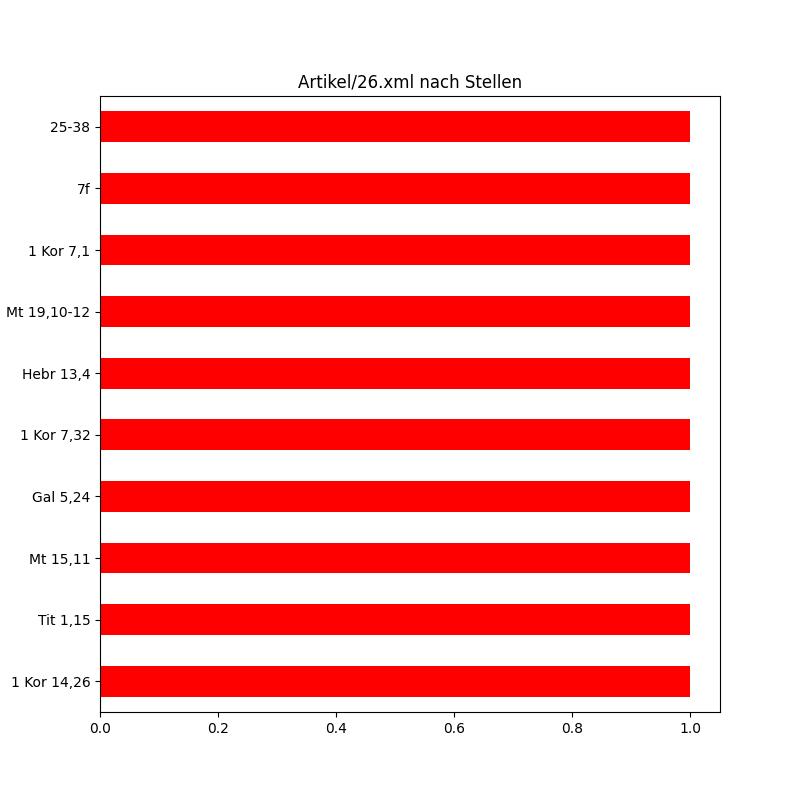 Artikel/26.xml nach Stellen
25-38
7f
1 Kor 7,1
Mt 19,10-12
Hebr 13,4
1 Kor 7,32
Gal 5,24
Mt 15,11
Tit 1,15
1 Kor 14,26
0.0 0.2 0.4 0.6 0.8 1.0